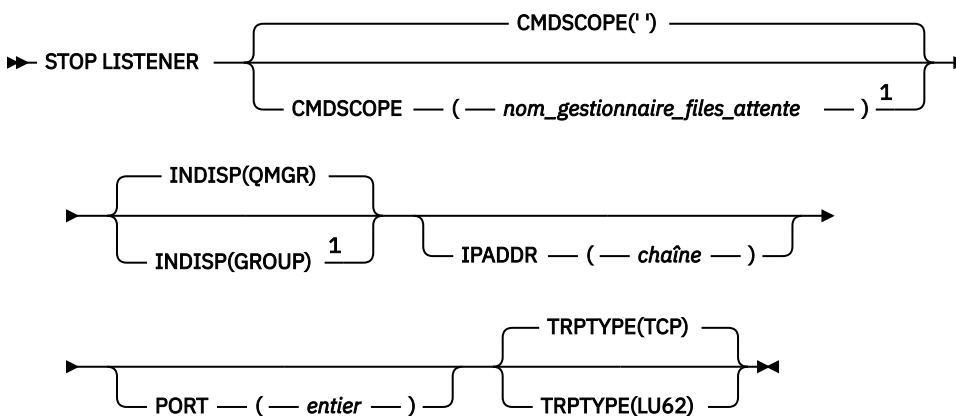 CMDSCOPE(' ')
STOP LISTENER
CMDSCOPE ( nom_gestionnaire_files_attente ) 1
INDISP(QMGR)
INDISP(GROUP) 1
IPADDR ( chaîne )
TRPTYPE(TCP)
PORT ( entier )
TRPTYPE(LU62)